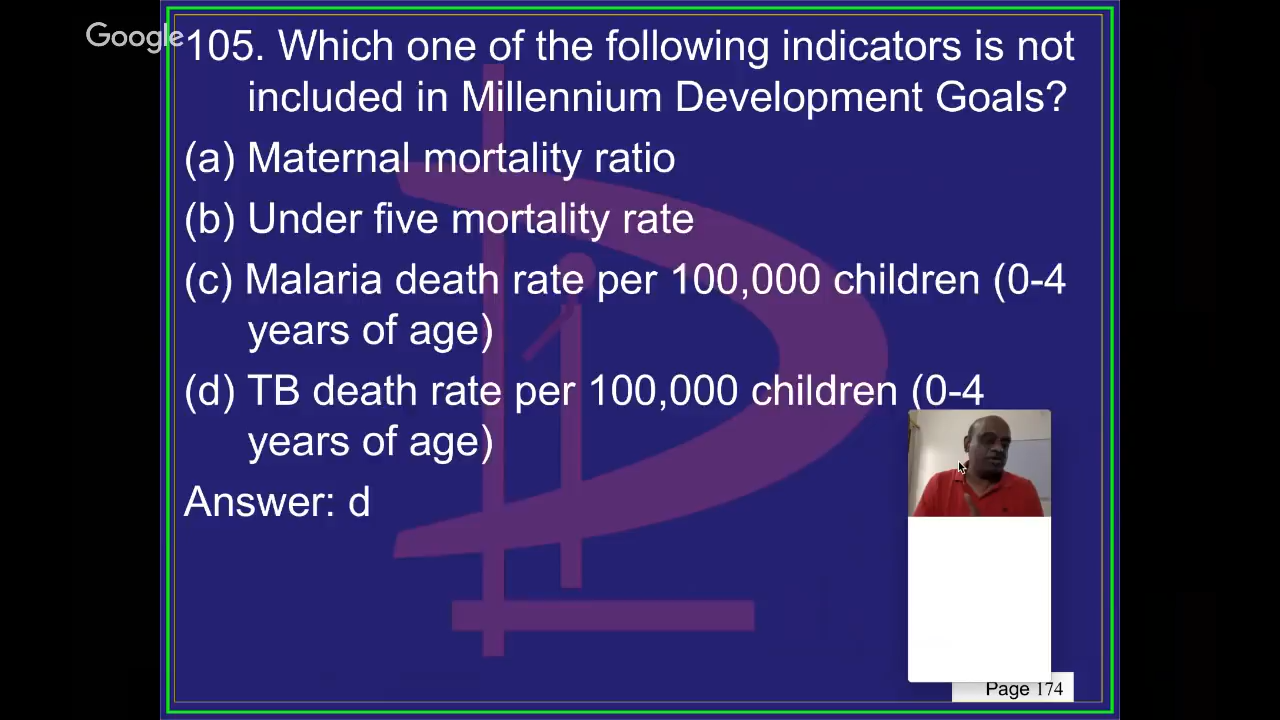 Google
105. Which one of the following indicators is not
included in Millennium Development Goals?
(a) Maternal mortality ratio
(b) Under five mortality rate
(c) Malaria death rate per 100,000 children (0-4
years of age)
(d) TB death rate per 100,000 children (0-4
years of age)
Answer: d
Page 174